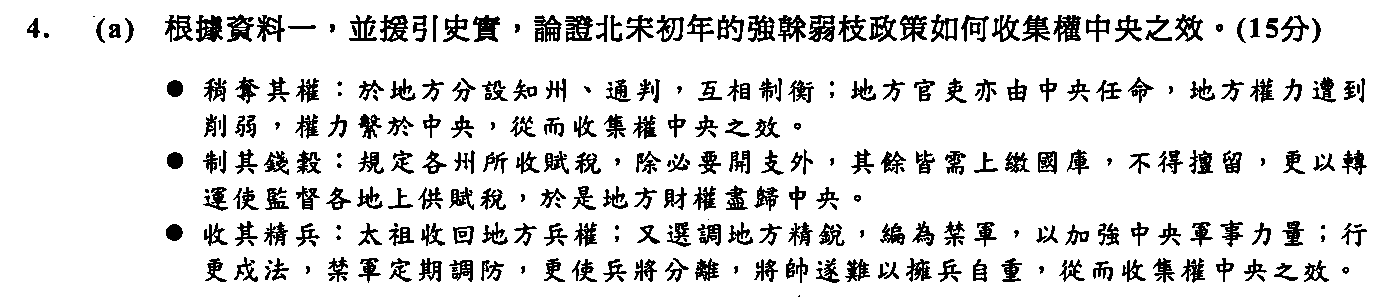 4. (a) 根據資料一，並援引史實，論證北宋初年的強榦弱枝政策如何收集權中央之效。(15分)
● 稍奪其權：於地方分設知州、通判，互相制衡；地方官吏亦由中央任命，地方權力遭到
削弱，權力繫於中央，從而收集權中央之效。
● 制其錢穀：規定各州所收賦稅，除必要開支外，其餘皆需上繳國庫，不得擅留，更以轉
運使監督各地上供賦稅，於是地方財權盡歸中央。
● 收其精兵：太祖收回地方兵權；又選調地方精銳，編為禁軍，以加強中央軍事力量；行
更戍法，禁軍定期調防，更使兵將分離，將帥遂難以擁兵自重，從而收集權中央之效。